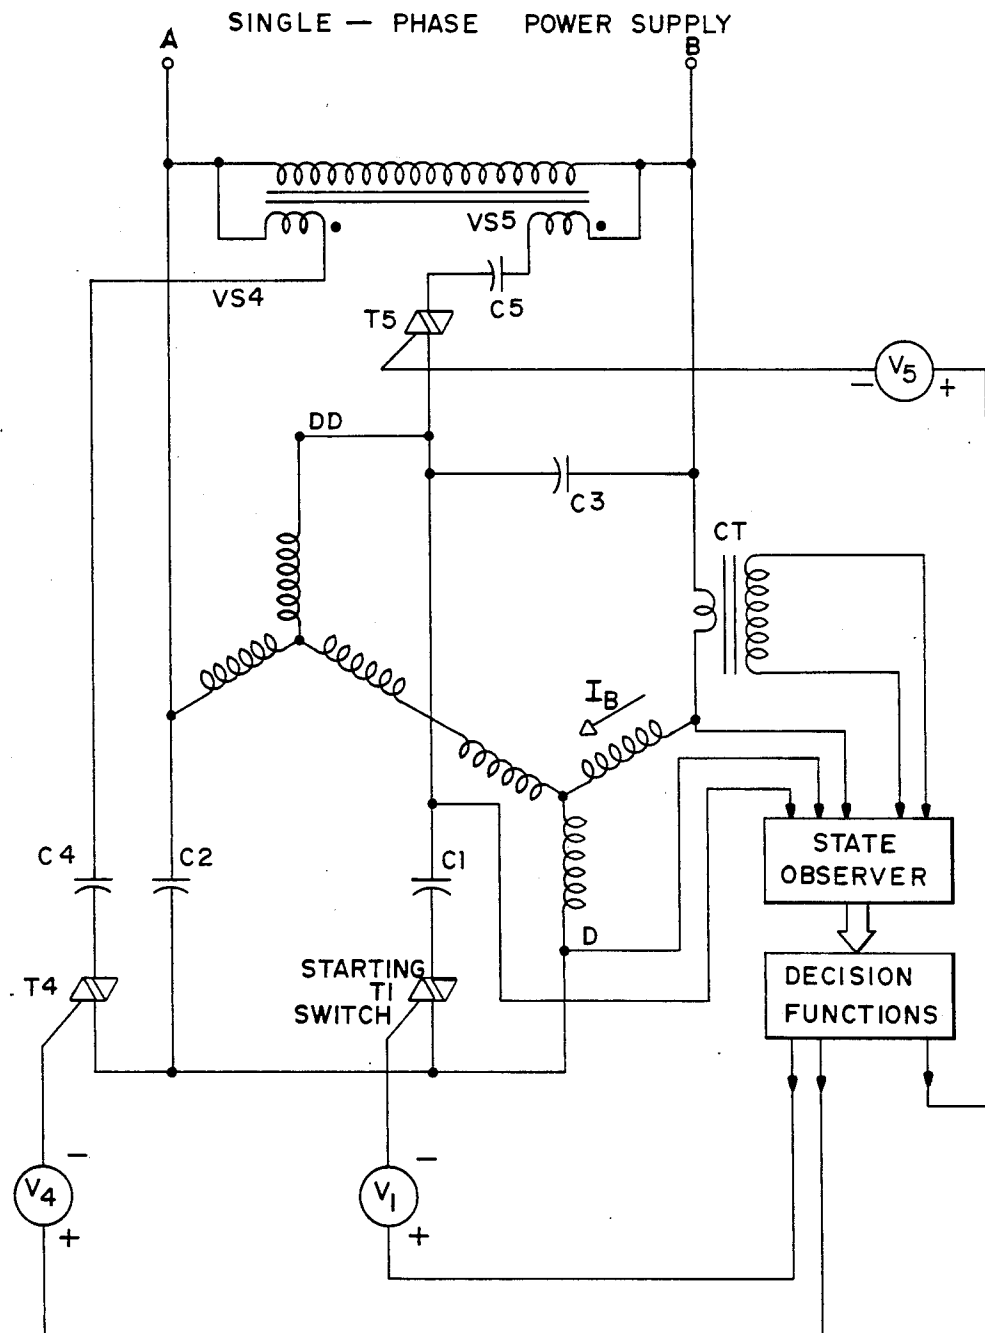 SINGLE — PHASE POWER SUPPLY
A
B
VS5
VS4
C5
T5
V5
− +
DD
C3
CT
IB
C4
C2
C1
STATE
OBSERVER
D
T4
STARTING
T1
SWITCH
DECISION
FUNCTIONS
−
V4
+
−
V1
+